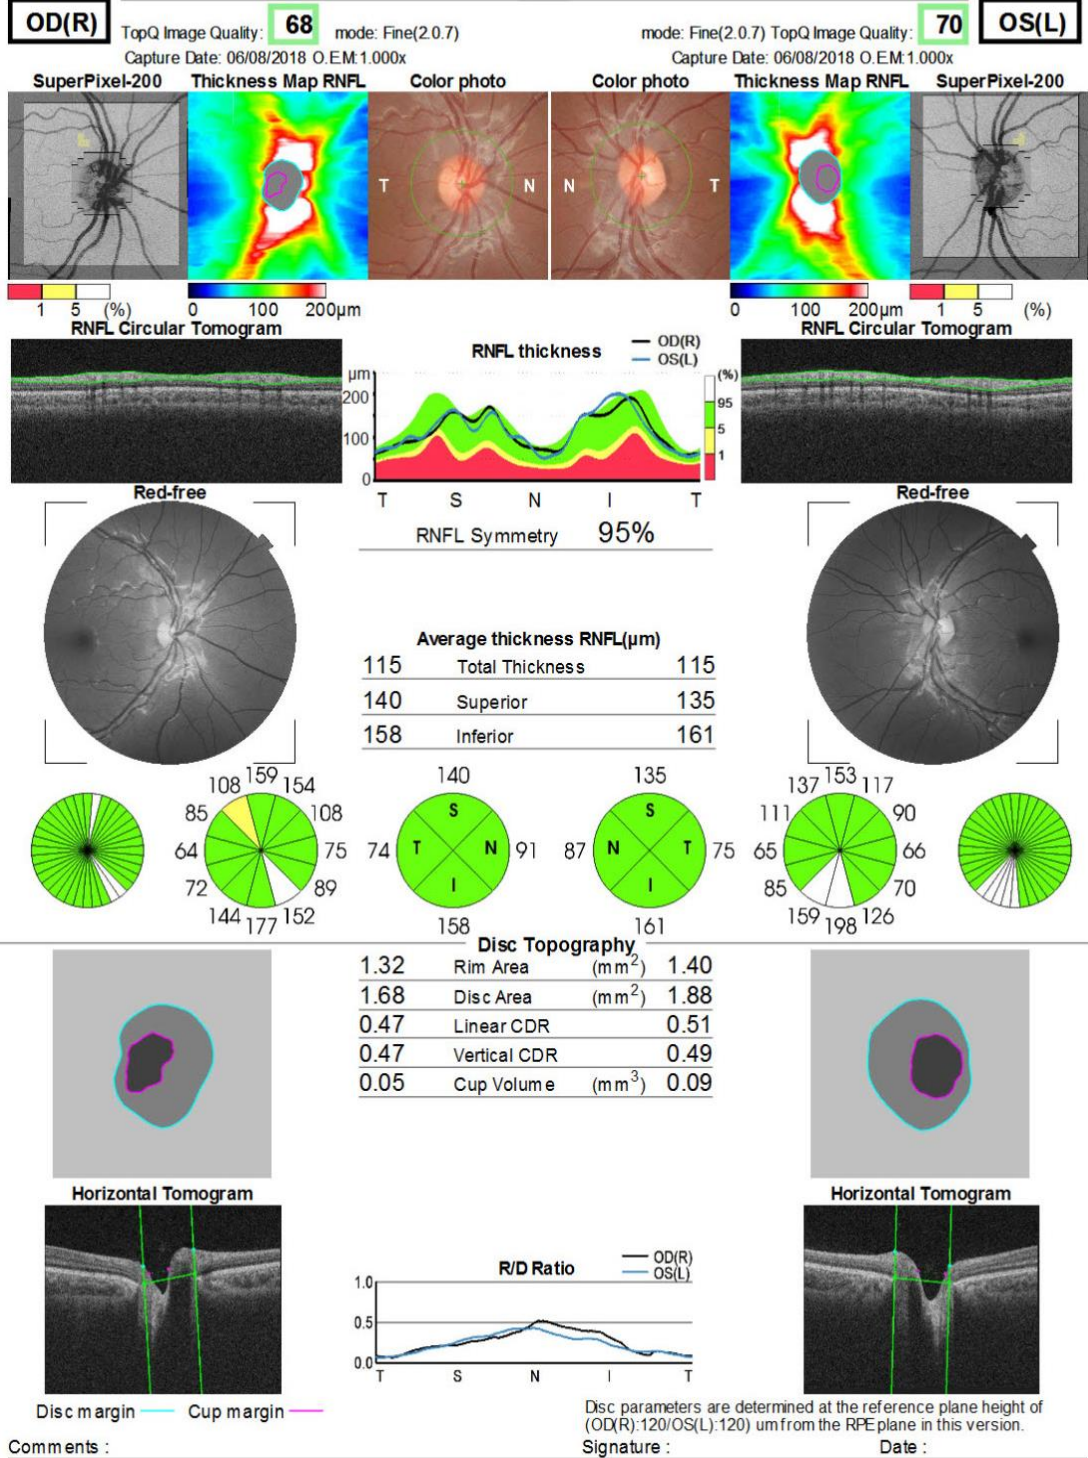 OD(R) TopQ Image Quality: 68 mode: Fine(2.0.7) mode: Fine(2.0.7) TopQ Image Quality: 70 OS(L)
Capture Date: 06/08/2018 O.E.M:1.000x Capture Date: 06/08/2018 O.E.M:1.000x
SuperPixel-200 Thickness Map RNFL Color photo Color photo Thickness Map RNFL SuperPixel-200
T N N T
1 5 (%) 0 100 200µm 0 100 200µm 1 5 (%)
RNFL Circular Tomogram RNFL Circular Tomogram
RNFL thickness
OD(R)
OS(L)
µm
200
100
0
(%)
95
5
1
T S N I T
RNFL Symmetry 95%
Red-free Red-free
Average thickness RNFL(µm)
115 Total Thickness 115
140 Superior 135
158 Inferior 161
108 159 154 108 75 89 152 177 144 72 64 85
140 91 158 74
S N I T
135 75 161 87
S T I N
137 153 117 90 66 70 126 198 159 85 65 111
Disc Topography
1.32 Rim Area (mm2) 1.40
1.68 Disc Area (mm2) 1.88
0.47 Linear CDR 0.51
0.47 Vertical CDR 0.49
0.05 Cup Volume (mm3) 0.09
Horizontal Tomogram Horizontal Tomogram
R/D Ratio
OD(R)
OS(L)
1.0
0.5
0.0
T S N I T
Disc margin Cup margin
Disc parameters are determined at the reference plane height of
(OD(R):120/OS(L):120) um from the RPE plane in this version.
Comments : Signature : Date :